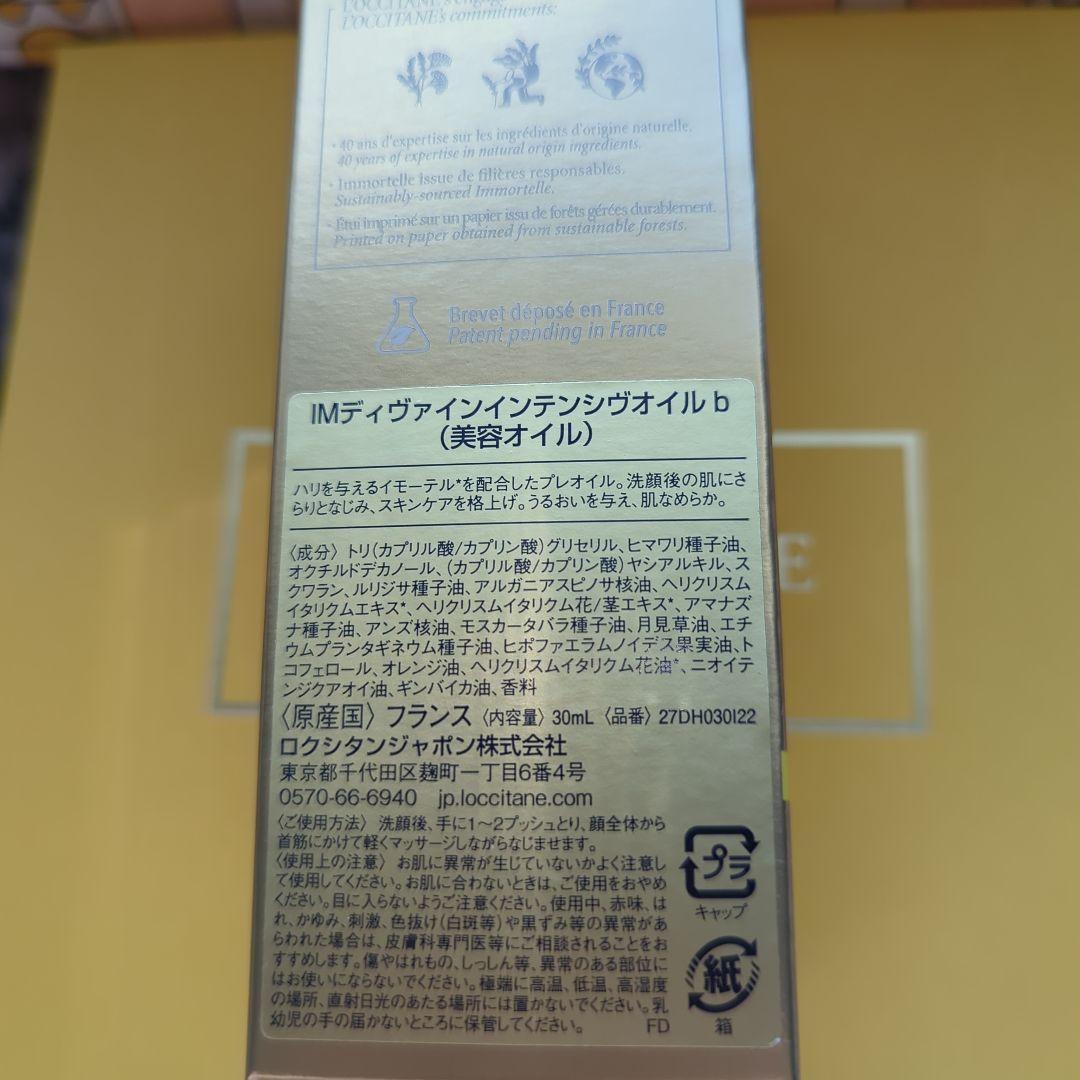 L'OCCITANE's commitments:
• 40 ans d'expertise sur les ingrédients d'origine naturelle.
40 years of expertise in natural origin ingredients.
• Immortelle issue de filières responsables.
Sustainably-sourced Immortelle.
• Étui imprimé sur un papier issu de forêts gérées durablement.
Printed on paper obtained from sustainable forests.
Brevet déposé en France
Patent pending in France
IMディヴァインインテンシヴオイル b
(美容オイル)
ハリを与えるイモーテル*を配合したプレオイル。洗顔後の肌にさ
らりとなじみ、スキンケアを格上げ。うるおいを与え、肌なめらか。
〈成分〉トリ(カプリル酸/カプリン酸)グリセリル、ヒマワリ種子油、
オクチルドデカノール、(カプリル酸/カプリン酸)ヤシアルキル、ス
クワラン、ルリジサ種子油、アルガニアスピノサ核油、ヘリクリスム
イタリクムエキス*、ヘリクリスムイタリクム花/茎エキス*、アマナズ
ナ種子油、アンズ核油、モスカータバラ種子油、月見草油、エチ
ウムプランタギネウム種子油、ヒポファエラムノイデス果実油、ト
コフェロール、オレンジ油、ヘリクリスムイタリクム花油*、ニオイテ
ンジクアオイ油、ギンバイカ油、香料
〈原産国〉フランス 〈内容量〉30mL 〈品番〉27DH030I22
ロクシタンジャポン株式会社
東京都千代田区麹町一丁目6番4号
0570-66-6940 jp.loccitane.com
〈ご使用方法〉 洗顔後、手に1~2プッシュとり、顔全体から
首筋にかけて軽くマッサージしながらなじませます。
〈使用上の注意〉 お肌に異常が生じていないかよく注意し
て使用してください。お肌に合わないときは、ご使用をおやめ
ください。目に入らないようご注意ください。使用中、赤味、は
れ、かゆみ、刺激、色抜け(白斑等)や黒ずみ等の異常があ
らわれた場合は、皮膚科専門医等にご相談されることをお
すすめします。傷やはれもの、しっしん等、異常のある部位に
はお使いにならないでください。極端に高温、低温、高湿度
の場所、直射日光のあたる場所には置かないでください。乳
幼児の手の届かないところに保管してください。 FD
プラ
キャップ
紙
箱
E